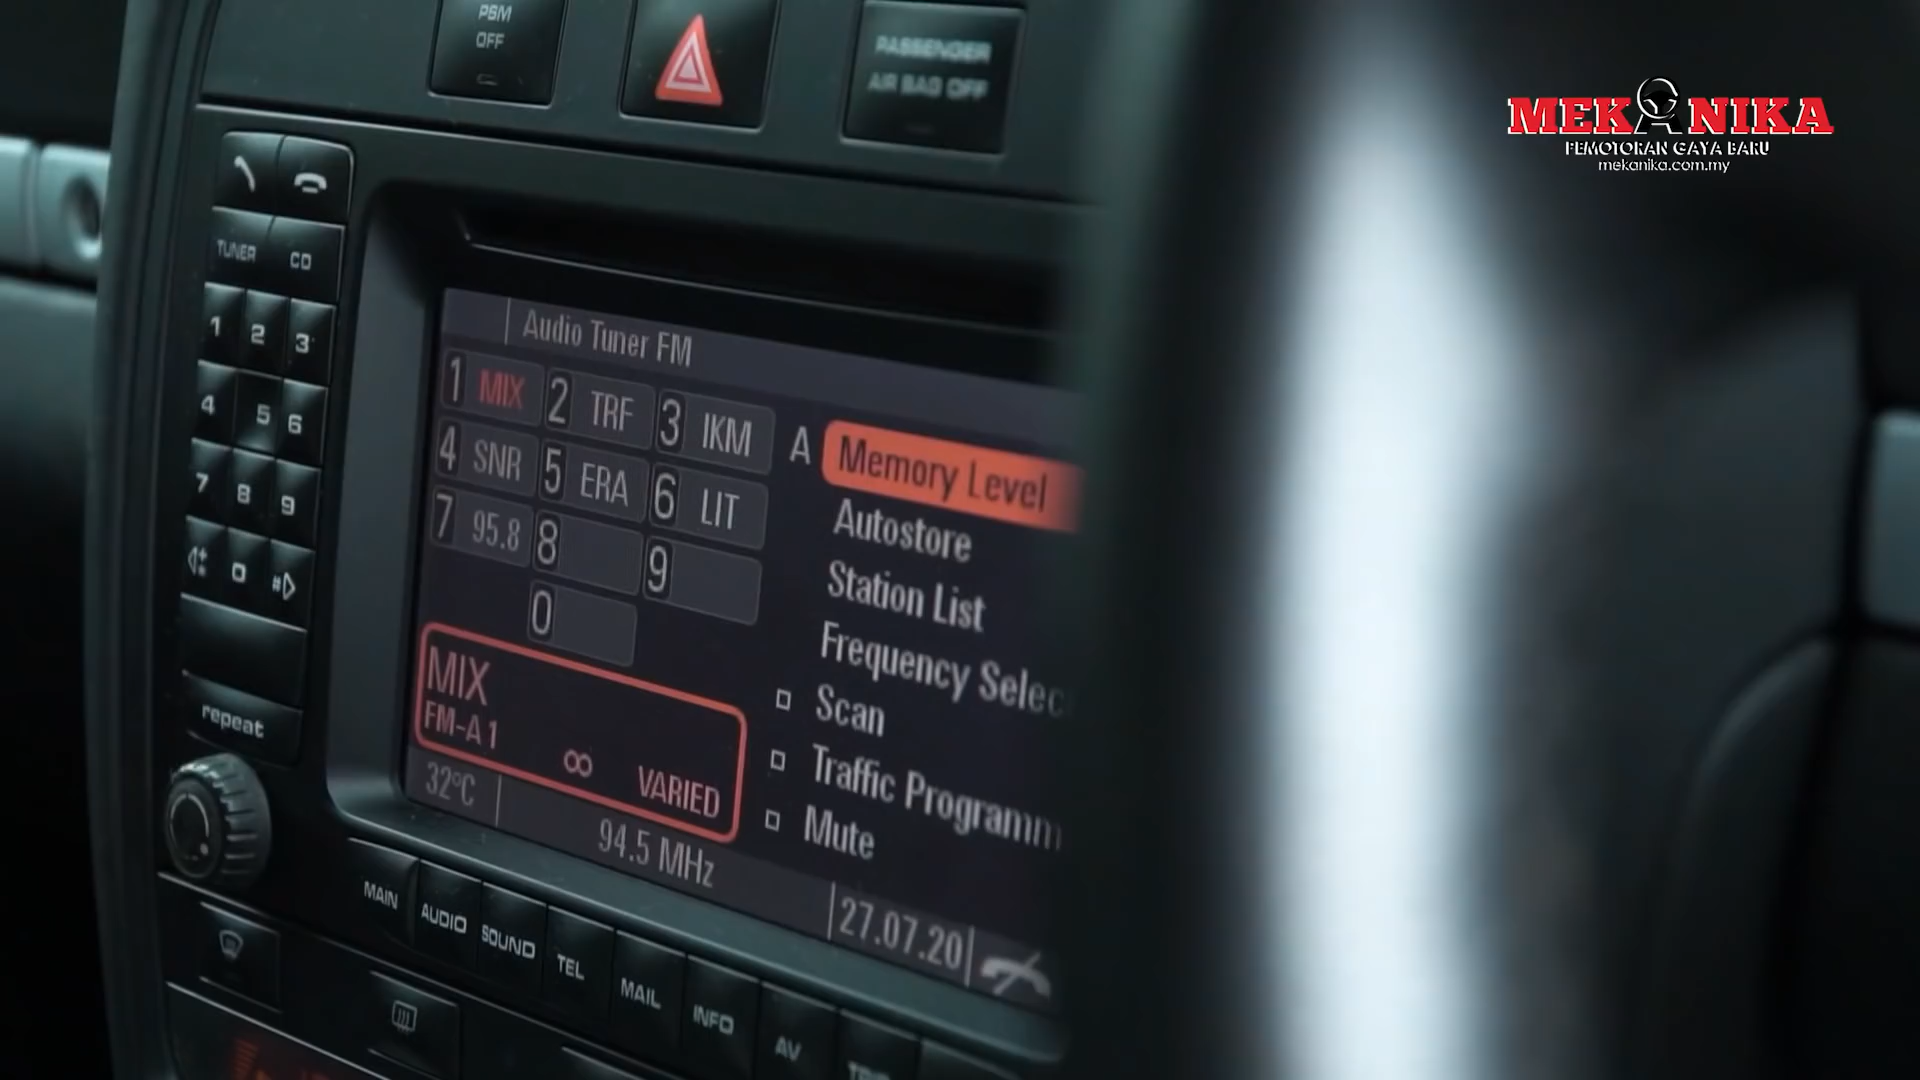 PSM
OFF
PASSENGER
AIR BAG OFF
MEKANIKA
PEMOTORAN GAYA BARU
mekanika.com.my
TUNER
CD
1 2 3
4 5 6
7 8 9
0 #
repeat
Audio Tuner FM
1 MIX 2 TRF 3 IKM
4 SNR 5 ERA 6 LIT
7 95.8 8 9
0
MIX
FM-A1
∞ VARIED
32°C
94.5 MHz
27.07.20
A Memory Level
Autostore
Station List
Frequency Selec
Scan
Traffic Programm
Mute
MAIN
AUDIO
SOUND
TEL
MAIL
INFO
AV